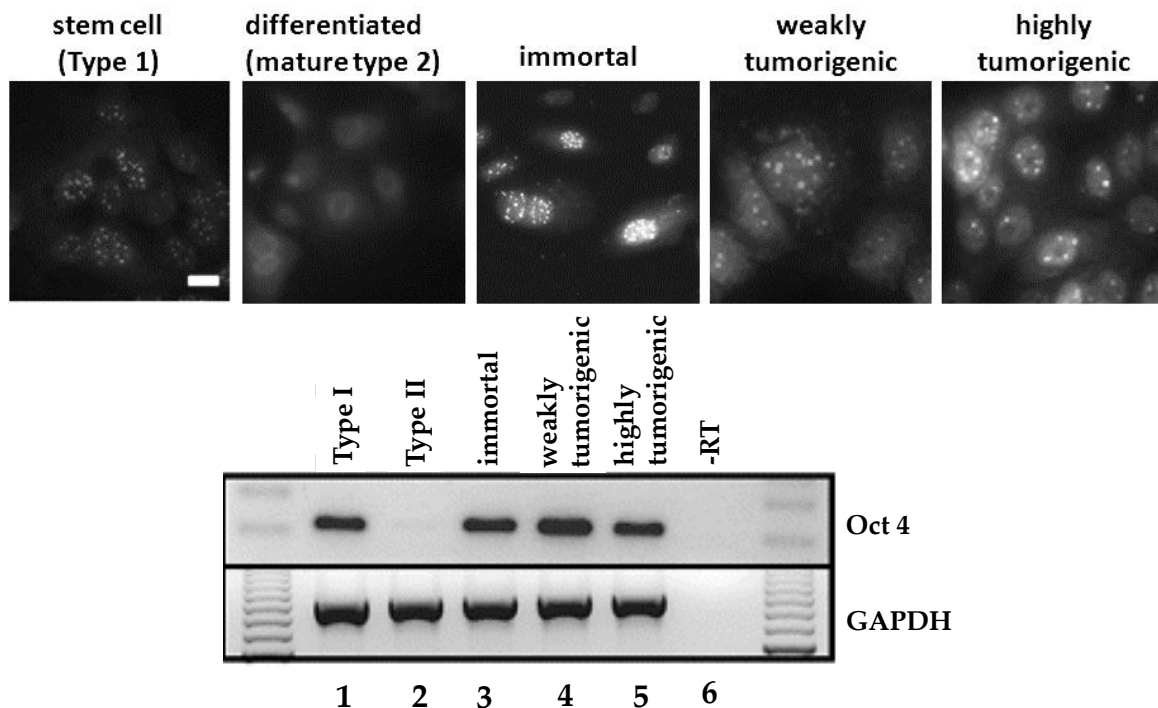 stem cell
(Type 1)
differentiated
(mature type 2)
immortal
weakly
tumorigenic
highly
tumorigenic
Type I
Type II
immortal
weakly
tumorigenic
highly
tumorigenic
-RT
Oct 4
GAPDH
1 2 3 4 5 6